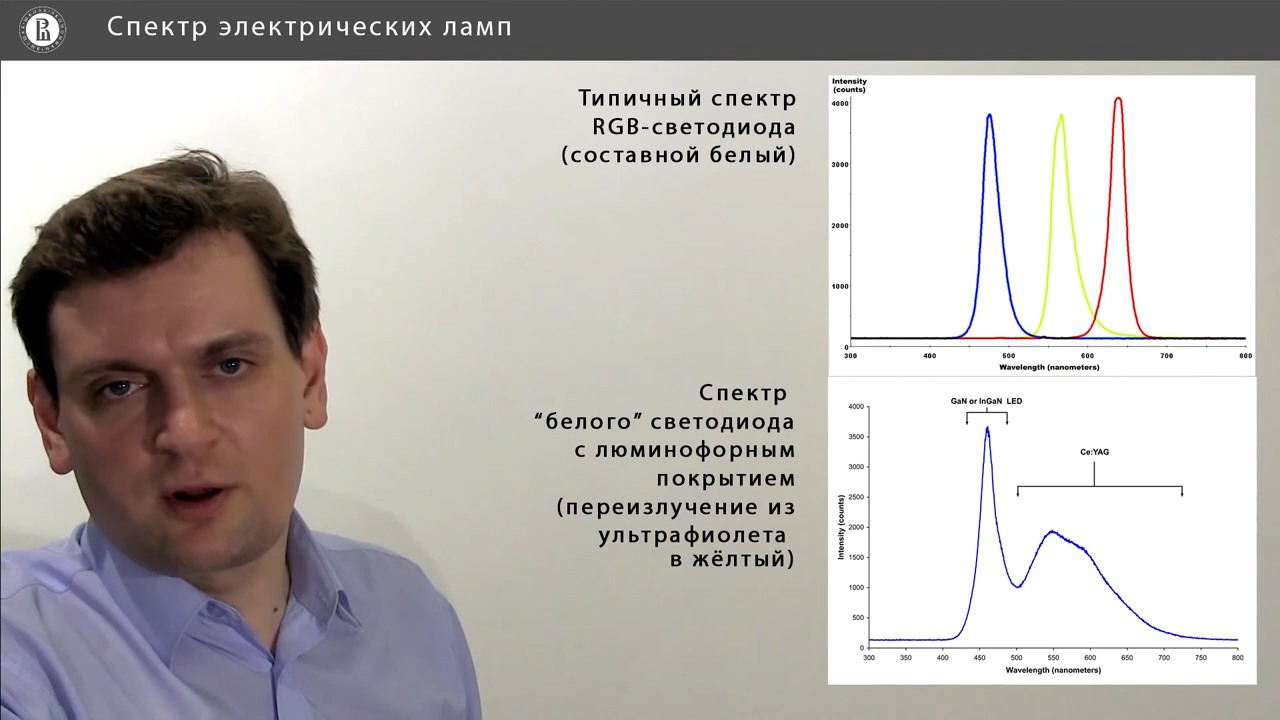 Спектр электрических ламп
Типичный спектр
RGB-светодиода
(составной белый)
Intensity
(counts)
4000
3000
2000
1000
0
300 400 500 600 700 800
Wavelength (nanometers)
Спектр
“белого” светодиода
с люминофорным
покрытием
(переизлучение из
ультрафиолета
в жёлтый)
GaN or InGaN LED
Ce:YAG
Intensity (counts)
4000
3500
3000
2500
2000
1500
1000
500
0
300 350 400 450 500 550 600 650 700 750 800
Wavelength (nanometers)